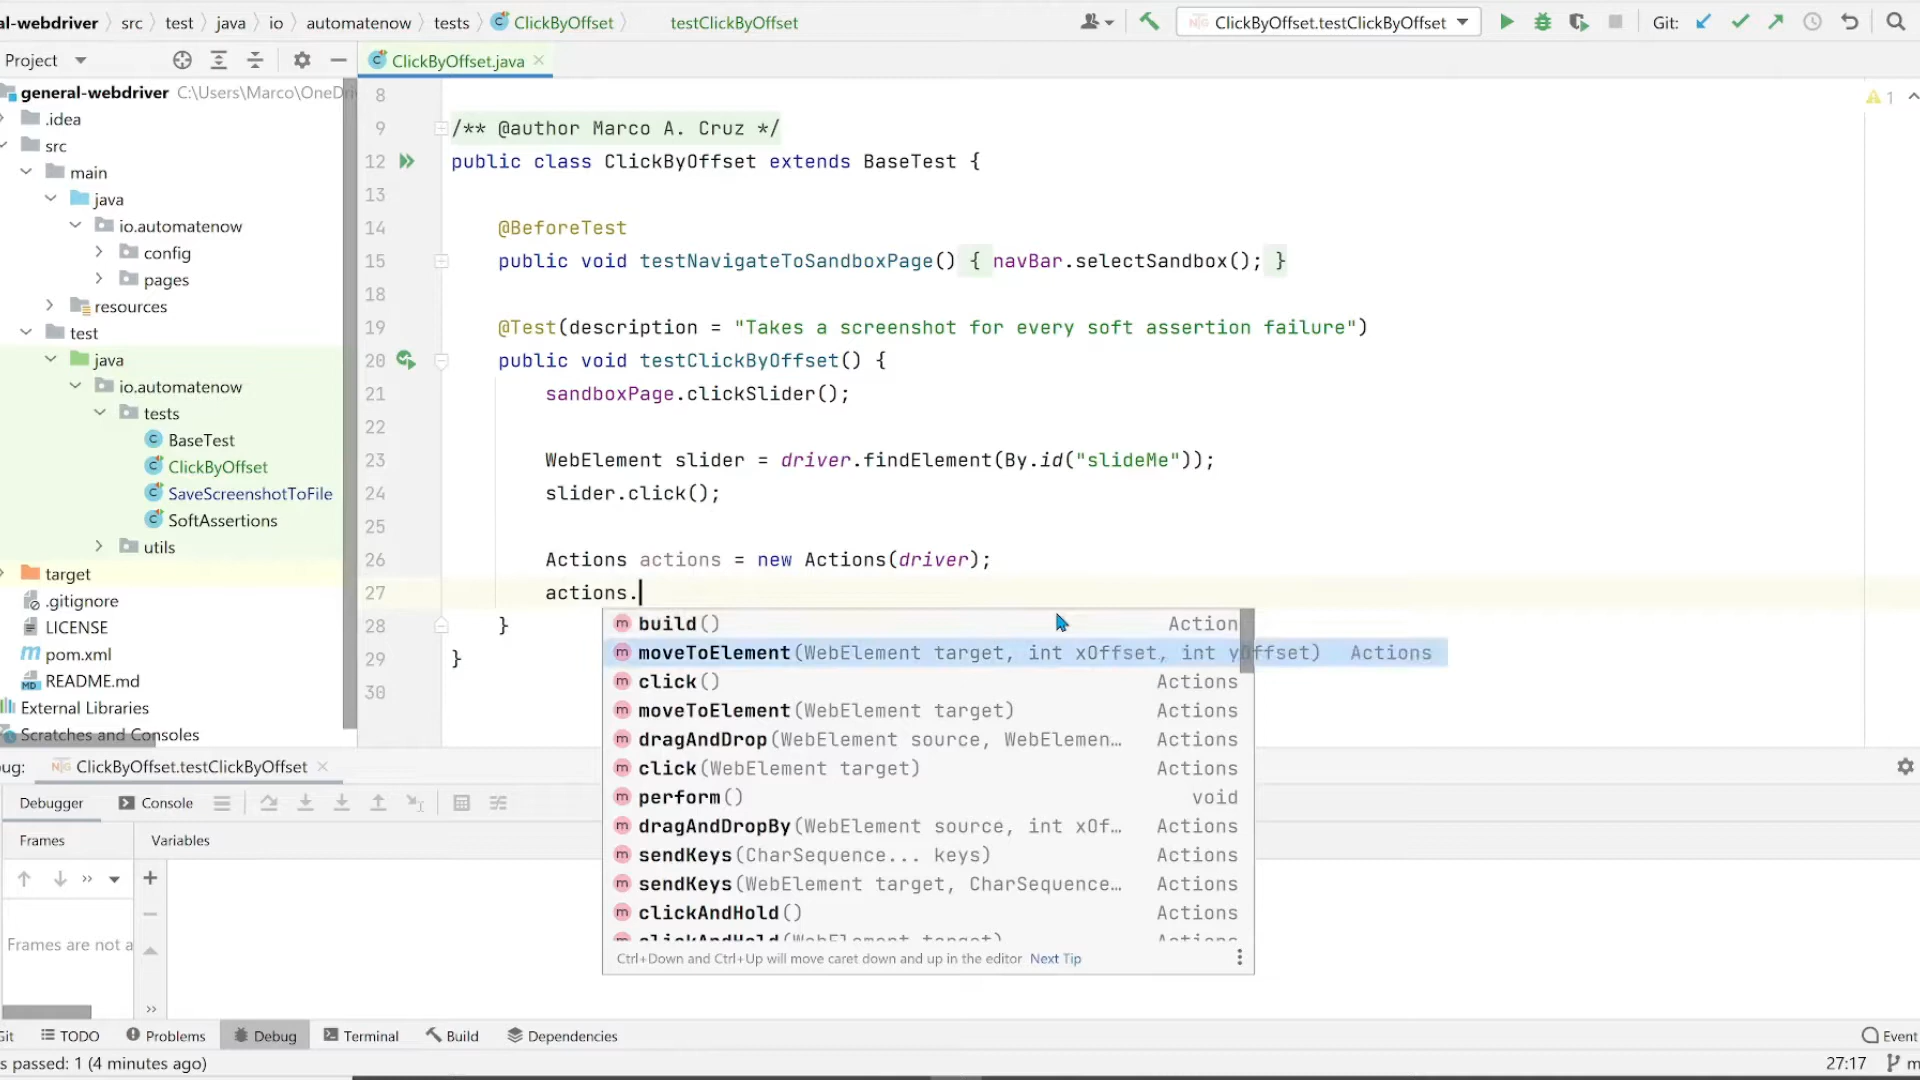 al-webdriver src test java io automatenow tests ClickByOffset testClickByOffset ClickByOffset.testClickByOffset Git:
Project
ClickByOffset.java
general-webdriver C:\Users\Marco\OneDri
.idea
src
main
java
io.automatenow
config
pages
resources
test
java
io.automatenow
tests
BaseTest
ClickByOffset
SaveScreenshotToFile
SoftAssertions
utils
target
.gitignore
LICENSE
pom.xml
README.md
External Libraries
Scratches and Consoles
1
8
9 /** @author Marco A. Cruz */
12 public class ClickByOffset extends BaseTest {
13
14 @BeforeTest
15 public void testNavigateToSandboxPage() { navBar.selectSandbox(); }
18
19 @Test(description = "Takes a screenshot for every soft assertion failure")
20 public void testClickByOffset() {
21 sandboxPage.clickSlider();
22
23 WebElement slider = driver.findElement(By.id("slideMe"));
24 slider.click();
25
26 Actions actions = new Actions(driver);
27 actions.
28 }
29 }
30
build() Action
moveToElement(WebElement target, int xOffset, int yOffset) Actions
click() Actions
moveToElement(WebElement target) Actions
dragAndDrop(WebElement source, WebElemen… Actions
click(WebElement target) Actions
perform() void
dragAndDropBy(WebElement source, int xOf… Actions
sendKeys(CharSequence... keys) Actions
sendKeys(WebElement target, CharSequence… Actions
clickAndHold() Actions
clickAndHold(WebElement target) Actions
Ctrl+Down and Ctrl+Up will move caret down and up in the editor Next Tip
ug: ClickByOffset.testClickByOffset
Debugger Console
Frames Variables
Frames are not a
Git TODO Problems Debug Terminal Build Dependencies Event
s passed: 1 (4 minutes ago) 27:17 m